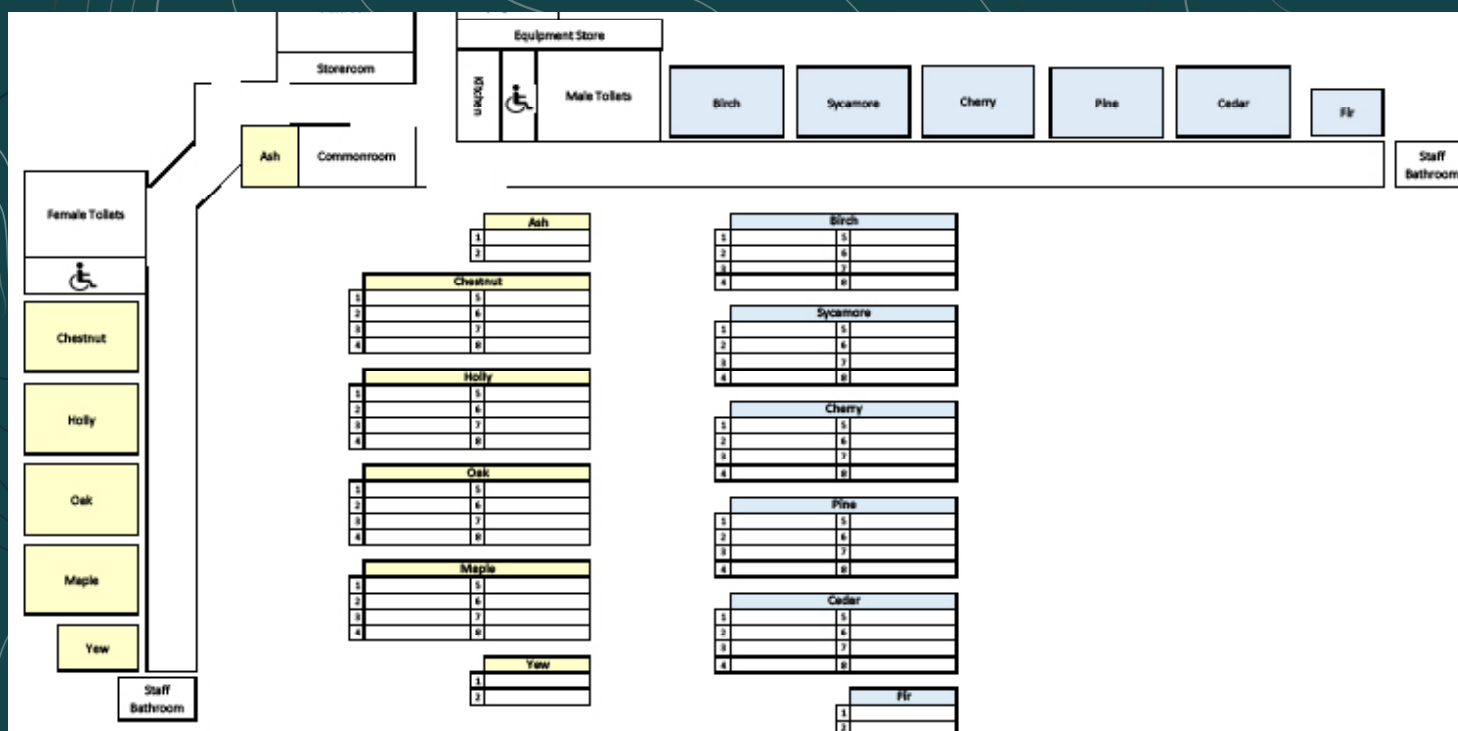 Equipment Store
Storeroom
Kitchen
Male Toilets
Birch
Sycamore
Cherry
Pine
Cedar
Fir
Ash
Commonroom
Staff
Bathroom
Female Toilets
Chestnut
Holly
Oak
Maple
Yew
Staff
Bathroom
Ash
1
2
Chestnut
1 5
2 6
3 7
4 8
Holly
1 5
2 6
3 7
4 8
Oak
1 5
2 6
3 7
4 8
Maple
1 5
2 6
3 7
4 8
Yew
1
2
Birch
1 5
2 6
3 7
4 8
Sycamore
1 5
2 6
3 7
4 8
Cherry
1 5
2 6
3 7
4 8
Pine
1 5
2 6
3 7
4 8
Cedar
1 5
2 6
3 7
4 8
Fir
1
2